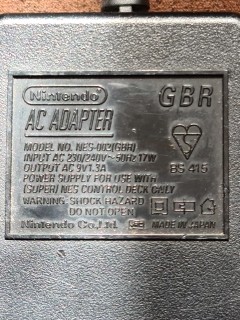 Nintendo GBR
AC ADAPTER
MODEL NO. NES-002(GBR)
INPUT AC 230/240V~50Hz 17W
OUTPUT AC 9V1.3A BS 415
POWER SUPPLY FOR USE WITH
(SUPER) NES CONTROL DECK ONLY
WARNING: SHOCK HAZARD
DO NOT OPEN
Nintendo Co.,Ltd. MADE IN JAPAN